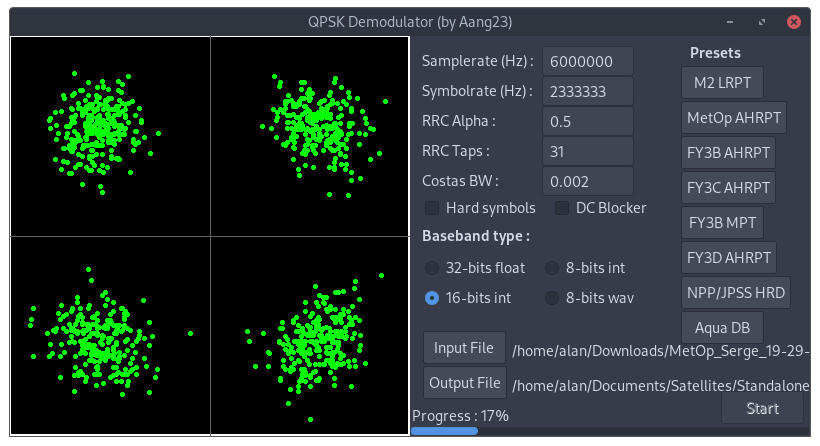 QPSK Demodulator (by Aang23)
Samplerate (Hz) : 6000000
Symbolrate (Hz) : 2333333
RRC Alpha : 0.5
RRC Taps : 31
Costas BW : 0.002
Hard symbols DC Blocker
Baseband type :
32-bits float 8-bits int
16-bits int 8-bits wav
Input File /home/alan/Downloads/MetOp_Serge_19-29-
Output File /home/alan/Documents/Satellites/Standalone
Progress : 17%
Presets
M2 LRPT
MetOp AHRPT
FY3B AHRPT
FY3C AHRPT
FY3B MPT
FY3D AHRPT
NPP/JPSS HRD
Aqua DB
Start